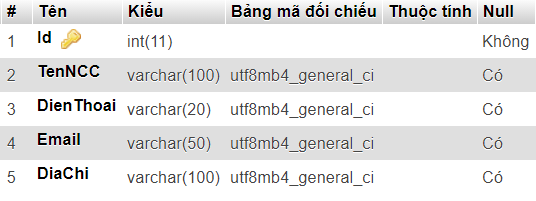 # Tên Kiểu Bảng mã đối chiếu Thuộc tính Null
1 Id int(11) Không
2 TenNCC varchar(100) utf8mb4_general_ci Có
3 DienThoai varchar(20) utf8mb4_general_ci Có
4 Email varchar(50) utf8mb4_general_ci Có
5 DiaChi varchar(100) utf8mb4_general_ci Có